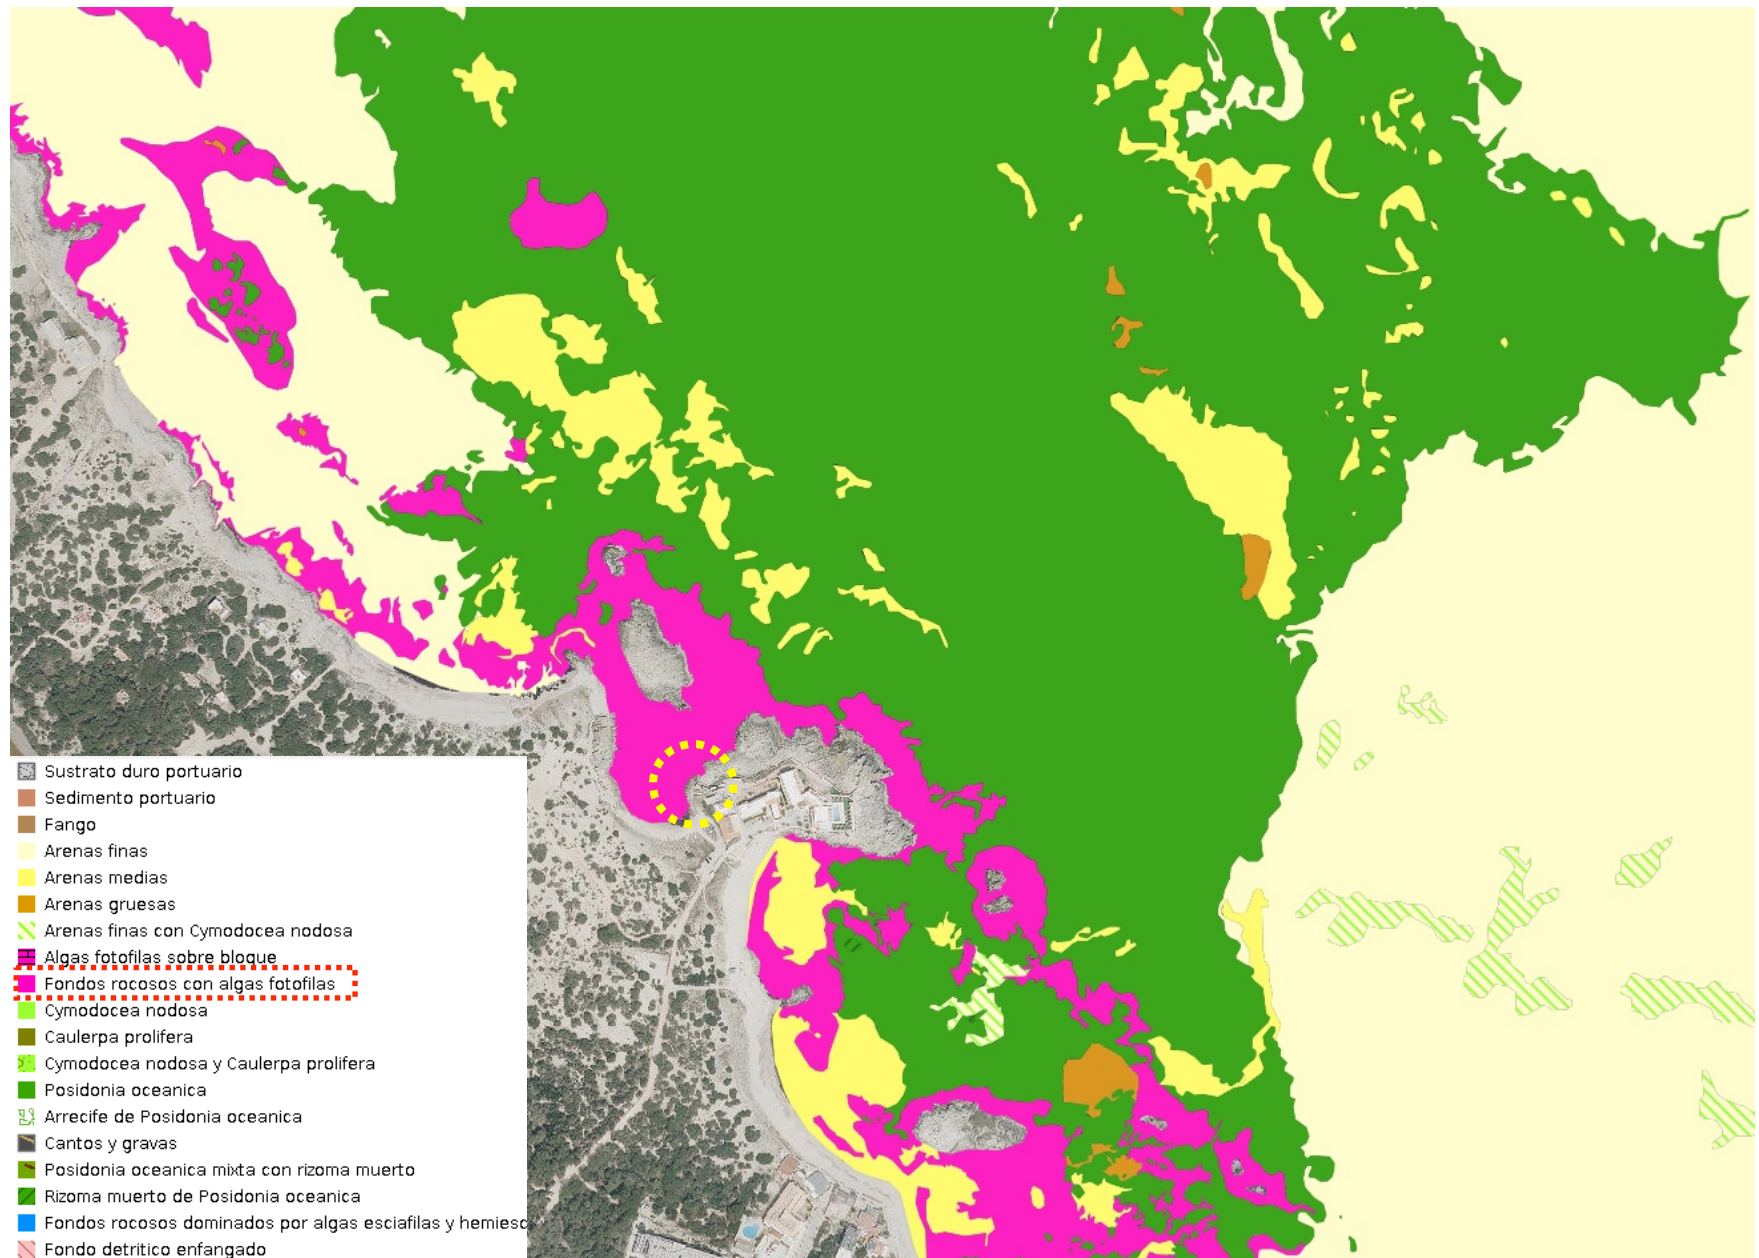 Sustrato duro portuario
Sedimento portuario
Fango
Arenas finas
Arenas medias
Arenas gruesas
Arenas finas con Cymodocea nodosa
Algas fotofilas sobre bloque
Fondos rocosos con algas fotofilas
Cymodocea nodosa
Caulerpa prolifera
Cymodocea nodosa y Caulerpa prolifera
Posidonia oceanica
Arrecife de Posidonia oceanica
Cantos y gravas
Posidonia oceanica mixta con rizoma muerto
Rizoma muerto de Posidonia oceanica
Fondos rocosos dominados por algas esciafilas y hemiesc
Fondo detritico enfangado